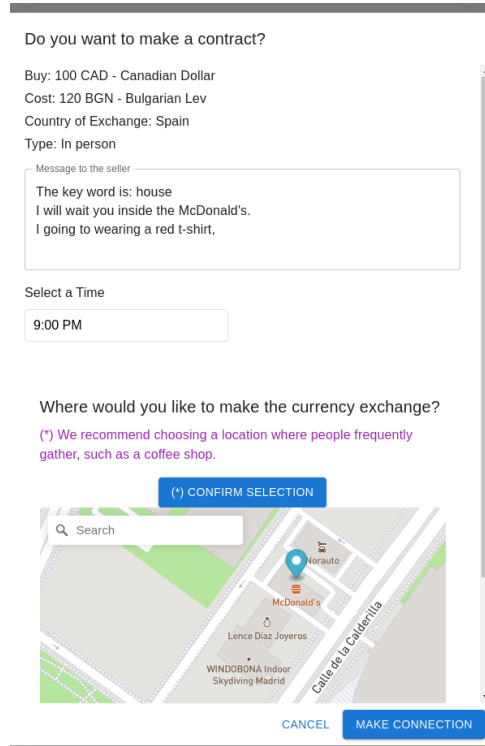 Do you want to make a contract?
Buy: 100 CAD - Canadian Dollar
Cost: 120 BGN - Bulgarian Lev
Country of Exchange: Spain
Type: In person
Message to the seller
The key word is: house
I will wait you inside the McDonald's.
I going to wearing a red t-shirt,
Select a Time
9:00 PM
Where would you like to make the currency exchange?
(*) We recommend choosing a location where people frequently
gather, such as a coffee shop.
(*) CONFIRM SELECTION
Search
Norauto
McDonald's
Lence Díaz Joyeros
WINDOBONA Indoor
Skydiving Madrid
Calle de la Calderilla
CANCEL
MAKE CONNECTION